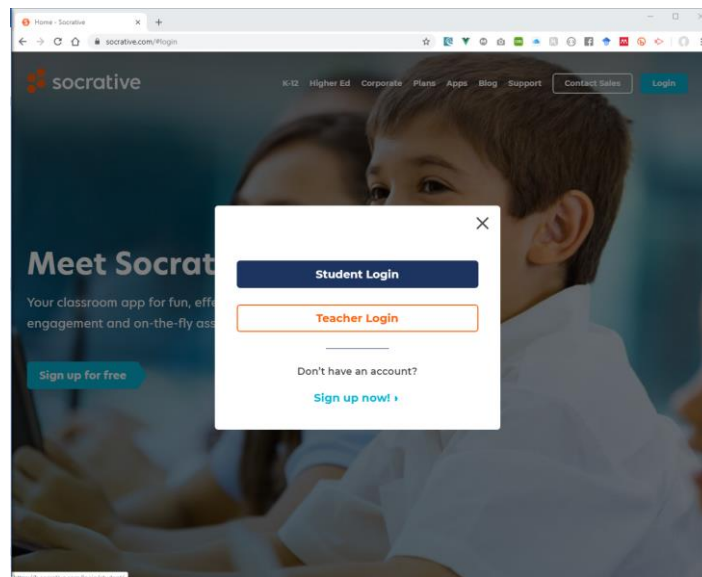 Home - Socrative
socrative.com/#login
socrative
K-12 Higher Ed Corporate Plans Apps Blog Support Contact Sales Login
Meet Socrat
Your classroom app for fun, effe
engagement and on-the-fly ass
Sign up for free
Student Login
Teacher Login
Don't have an account?
Sign up now!